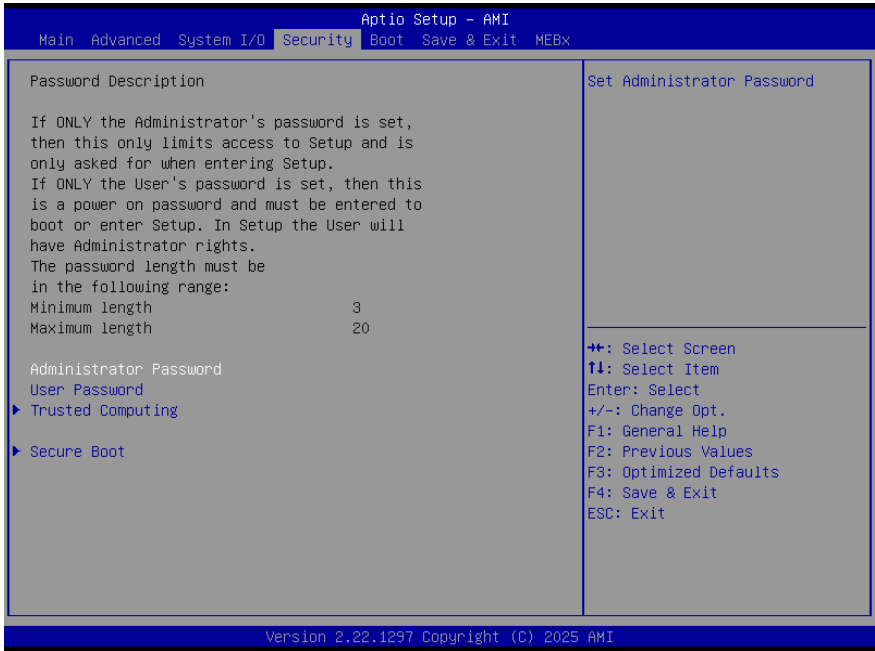 Aptio Setup - AMI
Main Advanced System I/O Security Boot Save & Exit MEBx
Password Description
If ONLY the Administrator's password is set,
then this only limits access to Setup and is
only asked for when entering Setup.
If ONLY the User's password is set, then this
is a power on password and must be entered to
boot or enter Setup. In Setup the User will
have Administrator rights.
The password length must be
in the following range:
Minimum length 3
Maximum length 20
Administrator Password
User Password
Trusted Computing
Secure Boot
Set Administrator Password
→←: Select Screen
↑↓: Select Item
Enter: Select
+/-: Change Opt.
F1: General Help
F2: Previous Values
F3: Optimized Defaults
F4: Save & Exit
ESC: Exit
Version 2.22.1297 Copyright (C) 2025 AMI